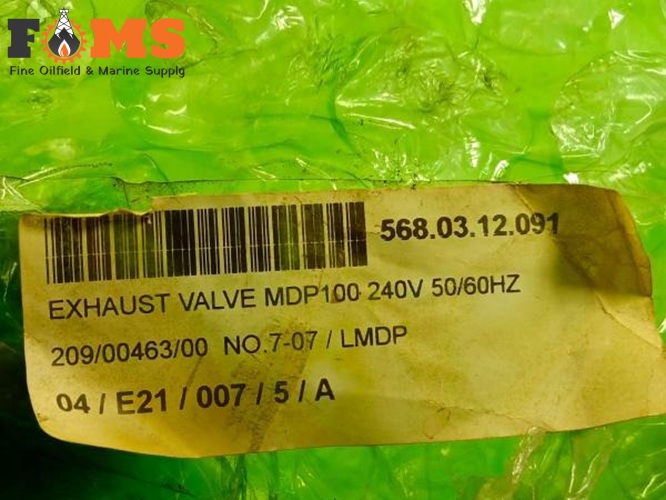 FOMS
Fine Oilfield & Marine Supply
568.03.12.091
EXHAUST VALVE MDP100 240V 50/60HZ
209/00463/00 NO.7-07 / LMDP
04 / E21 / 007 / 5 / A